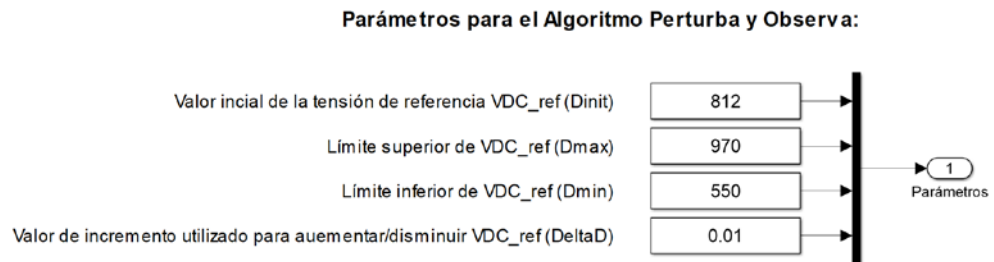 Parámetros para el Algoritmo Perturba y Observa:
Valor incial de la tensión de referencia VDC_ref (Dinit)
812
Límite superior de VDC_ref (Dmax)
970
Límite inferior de VDC_ref (Dmin)
550
Valor de incremento utilizado para auementar/disminuir VDC_ref (DeltaD)
0.01
1
Parámetros